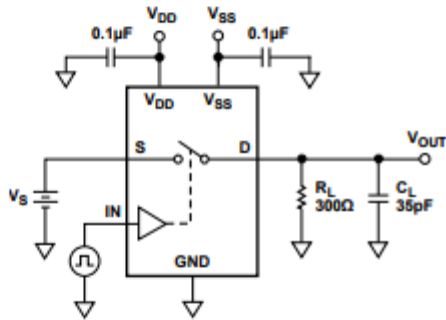 VDD VSS
0.1µF 0.1µF
VDD VSS
S D VOUT
VS
IN
RL
300Ω
CL
35pF
GND